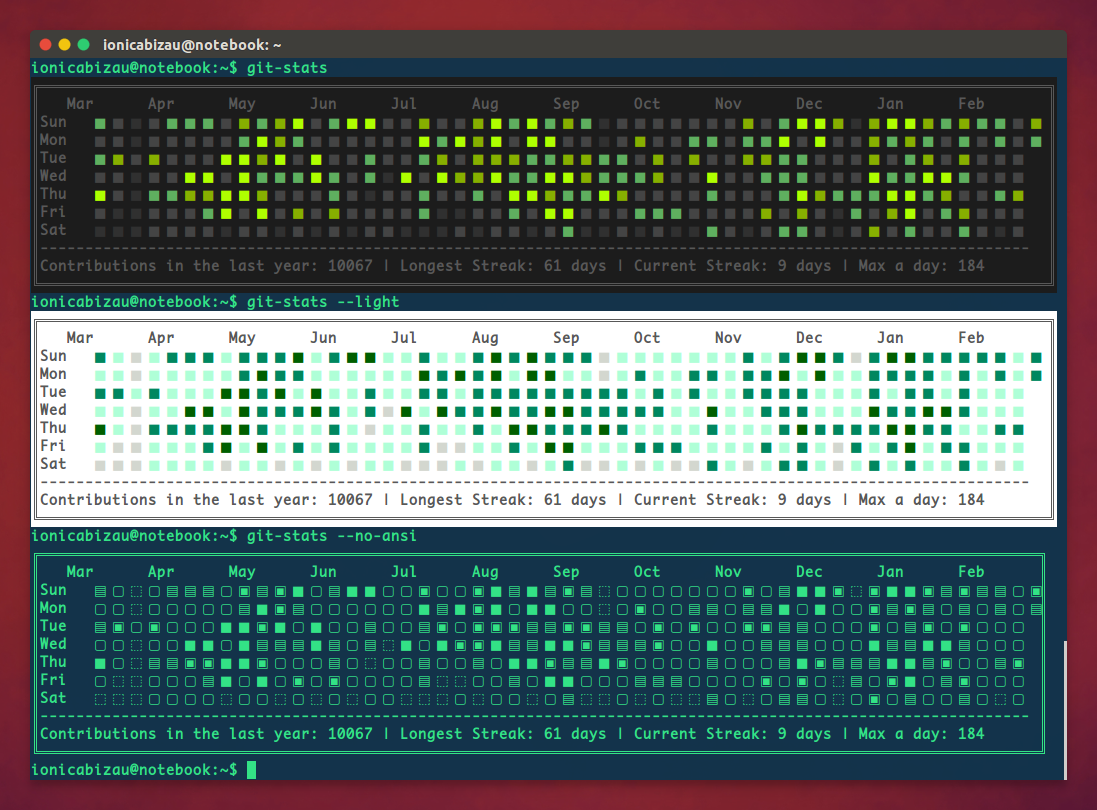 ionicabizau@notebook: ~
ionicabizau@notebook:~$ git-stats
Mar Apr May Jun Jul Aug Sep Oct Nov Dec Jan Feb
Sun
Mon
Tue
Wed
Thu
Fri
Sat
Contributions in the last year: 10067 | Longest Streak: 61 days | Current Streak: 9 days | Max a day: 184
ionicabizau@notebook:~$ git-stats --light
Mar Apr May Jun Jul Aug Sep Oct Nov Dec Jan Feb
Sun
Mon
Tue
Wed
Thu
Fri
Sat
Contributions in the last year: 10067 | Longest Streak: 61 days | Current Streak: 9 days | Max a day: 184
ionicabizau@notebook:~$ git-stats --no-ansi
Mar Apr May Jun Jul Aug Sep Oct Nov Dec Jan Feb
Sun
Mon
Tue
Wed
Thu
Fri
Sat
Contributions in the last year: 10067 | Longest Streak: 61 days | Current Streak: 9 days | Max a day: 184
ionicabizau@notebook:~$